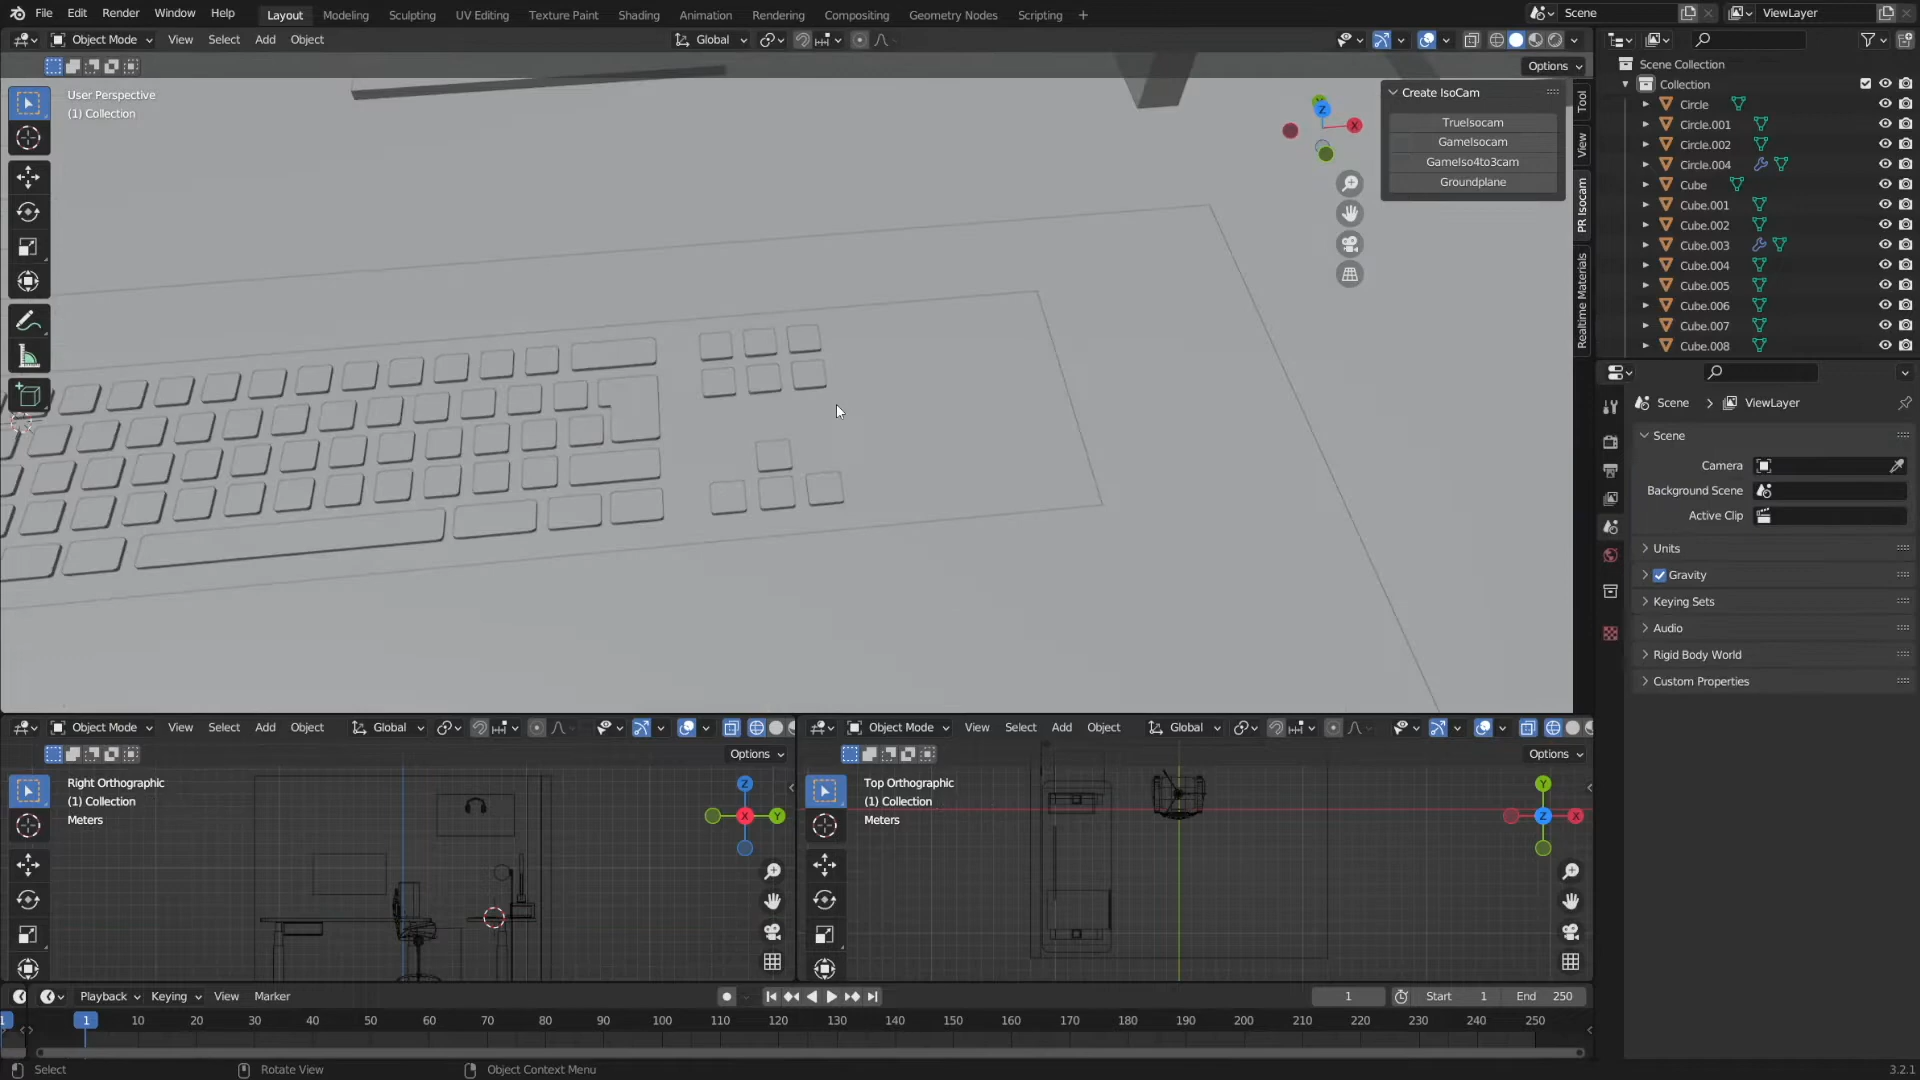 File Edit Render Window Help Layout Modeling Sculpting UV Editing Texture Paint Shading Animation Rendering Compositing Geometry Nodes Scripting + Scene ViewLayer
Object Mode View Select Add Object Global
Options
User Perspective
(1) Collection
Create IsoCam
TrueIsocam
GameIsocam
GameIso4to3cam
Groundplane
Tool
View
PR Isocam
Realtime Materials
X
Z
Scene Collection
Collection
Circle
Circle.001
Circle.002
Circle.004
Cube
Cube.001
Cube.002
Cube.003
Cube.004
Cube.005
Cube.006
Cube.007
Cube.008
Scene > ViewLayer
Scene
Camera
Background Scene
Active Clip
Units
Gravity
Keying Sets
Audio
Rigid Body World
Custom Properties
Object Mode View Select Add Object Global
Options
Right Orthographic
(1) Collection
Meters
Z
X
Y
Object Mode View Select Add Object Global
Options
Top Orthographic
(1) Collection
Meters
Y
Z
X
Playback Keying View Marker 1 Start 1 End 250
1 10 20 30 40 50 60 70 80 90 100 110 120 130 140 150 160 170 180 190 200 210 220 230 240 250
Select Rotate View Object Context Menu 3.2.1